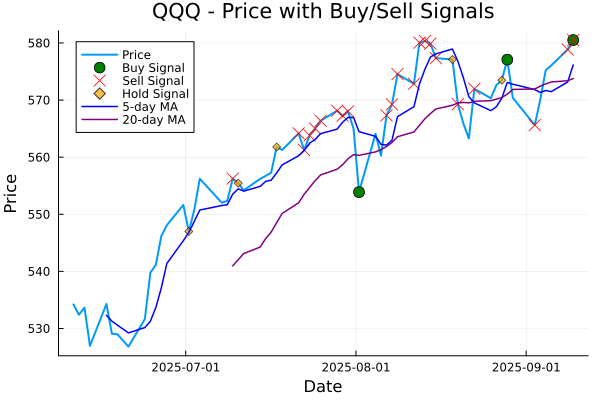 QQQ - Price with Buy/Sell Signals
580
570
560
550
540
530
Price
Price
Buy Signal
Sell Signal
Hold Signal
5-day MA
20-day MA
2025-07-01
2025-08-01
2025-09-01
Date